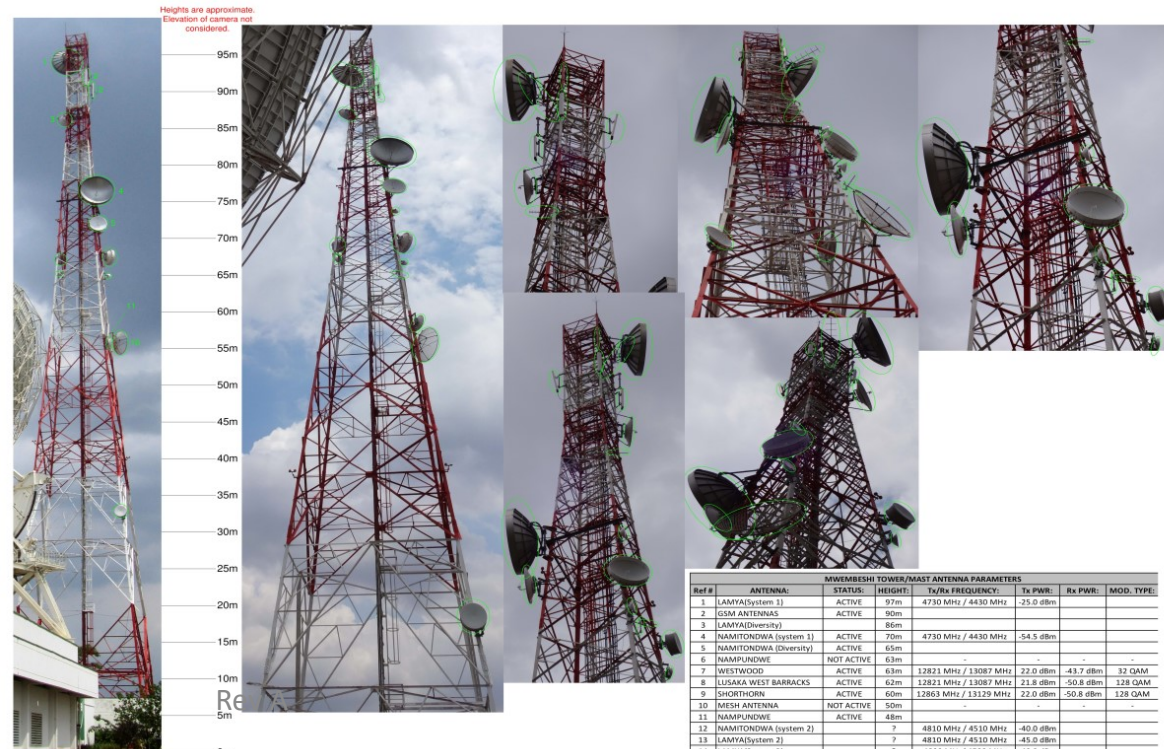 Heights are approximate.
Elevation of camera not
considered.
95m
90m
85m
80m
75m
70m
65m
60m
55m
50m
45m
40m
35m
30m
25m
20m
15m
10m
5m
Re
MWEMBESHI TOWER/MAST ANTENNA PARAMETERS
Ref # ANTENNA: STATUS: HEIGHT: Tx/Rx FREQUENCY: Tx PWR: Rx PWR: MOD. TYPE:
1 LAMYA(System 1) ACTIVE 97m 4730 MHz / 4430 MHz -25.0 dBm
2 GSM ANTENNAS ACTIVE 90m
3 LAMYA(Diversity) 86m
4 NAMITONDWA (system 1) ACTIVE 70m 4730 MHz / 4430 MHz -54.5 dBm
5 NAMITONDWA (Diversity) ACTIVE 65m
6 NAMPUNDWE NOT ACTIVE 63m - - - -
7 WESTWOOD ACTIVE 63m 12821 MHz / 13087 MHz 22.0 dBm -43.7 dBm 32 QAM
8 LUSAKA WEST BARRACKS ACTIVE 62m 12821 MHz / 13087 MHz 21.8 dBm -50.8 dBm 128 QAM
9 SHORTHORN ACTIVE 60m 12863 MHz / 13129 MHz 22.0 dBm -50.8 dBm 128 QAM
10 MESH ANTENNA NOT ACTIVE 50m - - - -
11 NAMPUNDWE ACTIVE 48m
12 NAMITONDWA (system 2) ? 4810 MHz / 4510 MHz -40.0 dBm
13 LAMYA(System 2) ? 4810 MHz / 4510 MHz -45.0 dBm